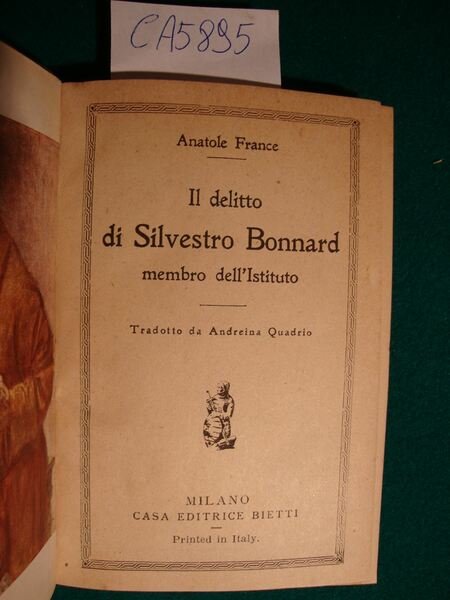 CA5895
Anatole France
Il delitto
di Silvestro Bonnard
membro dell'Istituto
Tradotto da Andreina Quadrio
MILANO
CASA EDITRICE BIETTI
Printed in Italy.